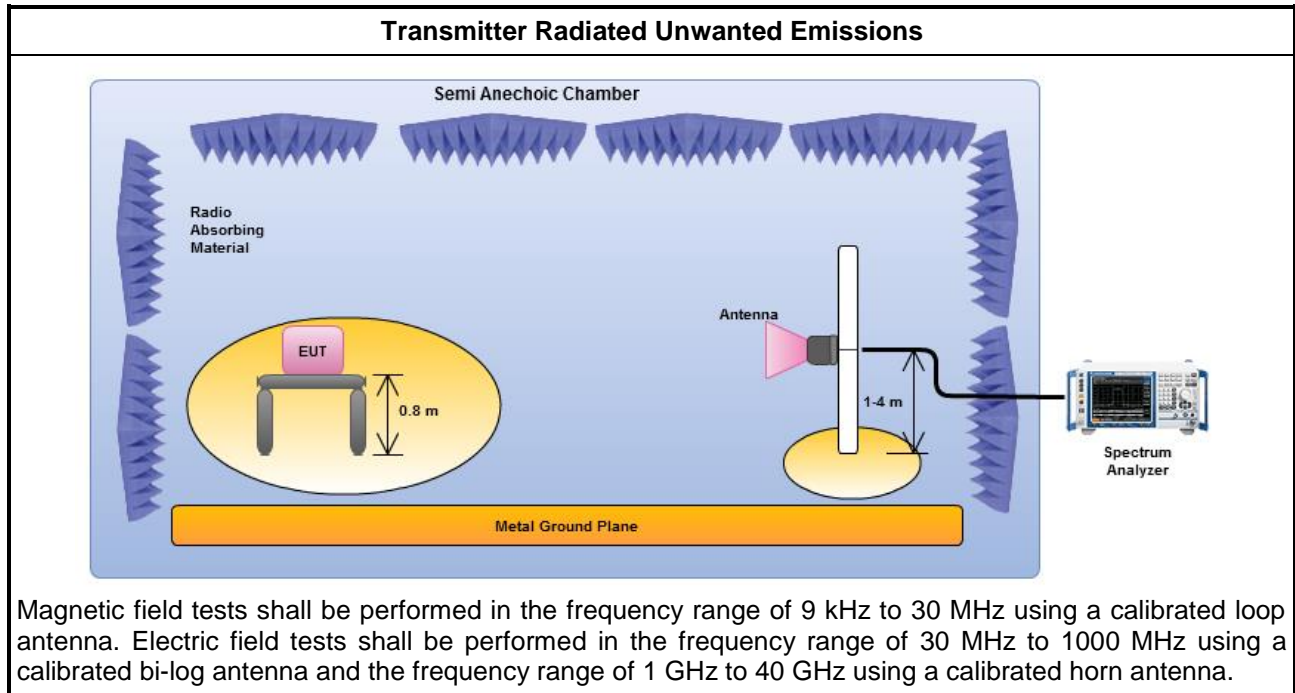 Transmitter Radiated Unwanted Emissions
Semi Anechoic Chamber
Radio
Absorbing
Material
Antenna
EUT
0.8 m
1-4 m
Spectrum
Analyzer
Metal Ground Plane
Magnetic field tests shall be performed in the frequency range of 9 kHz to 30 MHz using a calibrated loop
antenna. Electric field tests shall be performed in the frequency range of 30 MHz to 1000 MHz using a
calibrated bi-log antenna and the frequency range of 1 GHz to 40 GHz using a calibrated horn antenna.